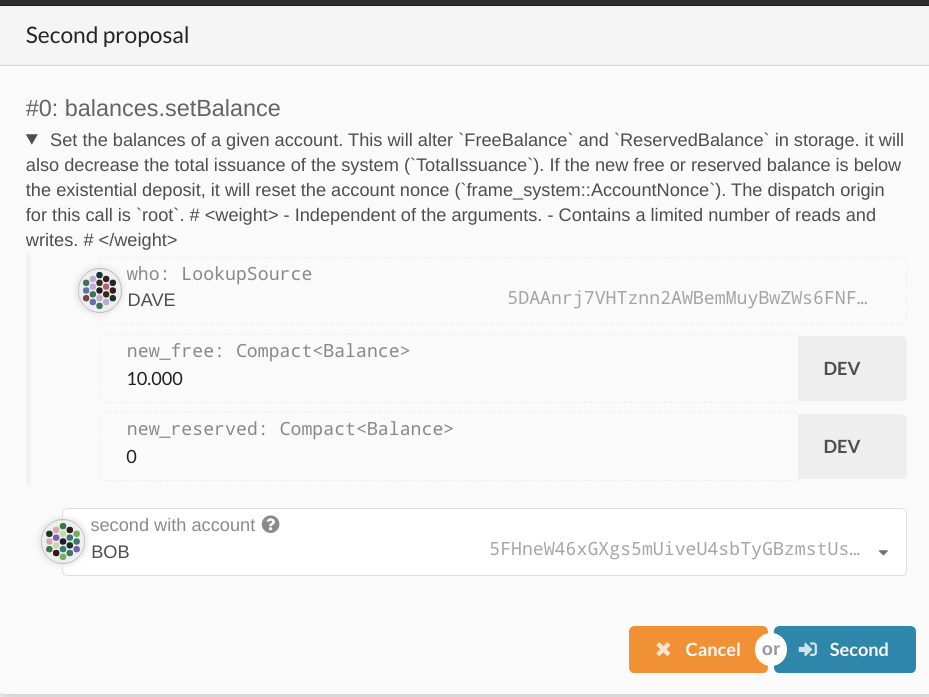 Second proposal
#0: balances.setBalance
▼ Set the balances of a given account. This will alter `FreeBalance` and `ReservedBalance` in storage. it will
also decrease the total issuance of the system (`TotalIssuance`). If the new free or reserved balance is below
the existential deposit, it will reset the account nonce (`frame_system::AccountNonce`). The dispatch origin
for this call is `root`. # <weight> - Independent of the arguments. - Contains a limited number of reads and
writes. # </weight>
who: LookupSource
DAVE 5DAAnrj7VHTznn2AWBemMuyBwZWs6FNF…
new_free: Compact<Balance>
10.000 DEV
new_reserved: Compact<Balance>
0 DEV
second with account ?
BOB 5FHneW46xGXgs5mUiveU4sbTyGBzmstUs…
Cancel or Second